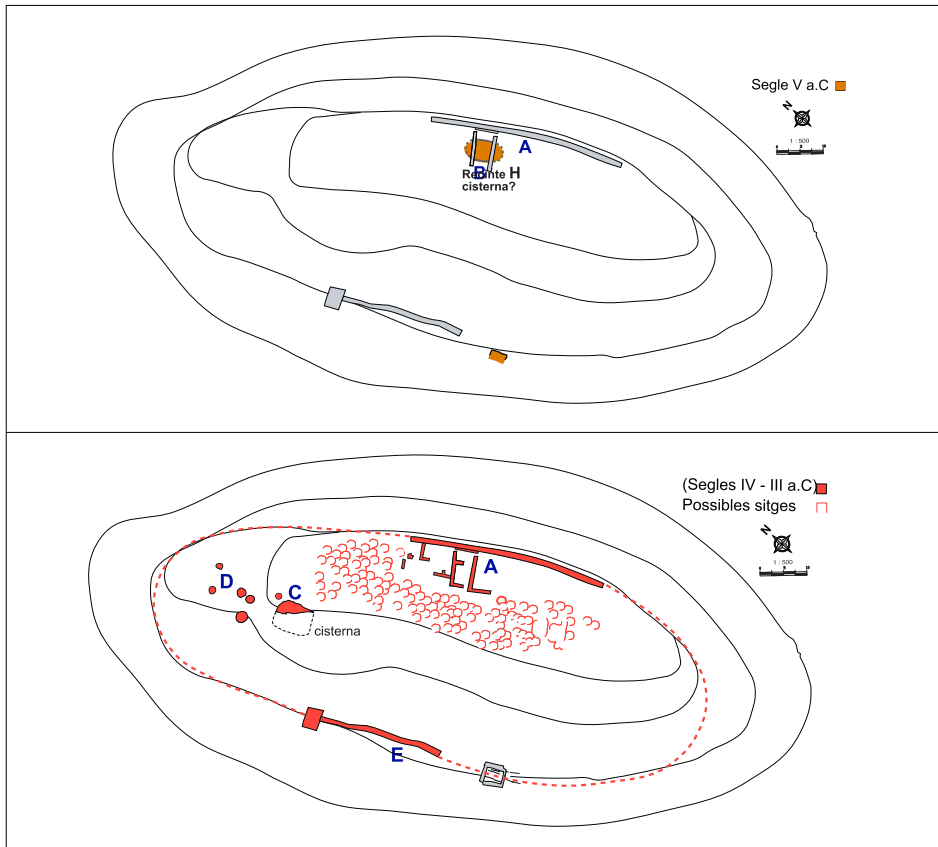 Segle V a.C
N
1 : 500
A
B H
cisterna?
(Segles IV - III a.C)
Possibles sitges
N
1 : 500
A
D
C
cisterna
E